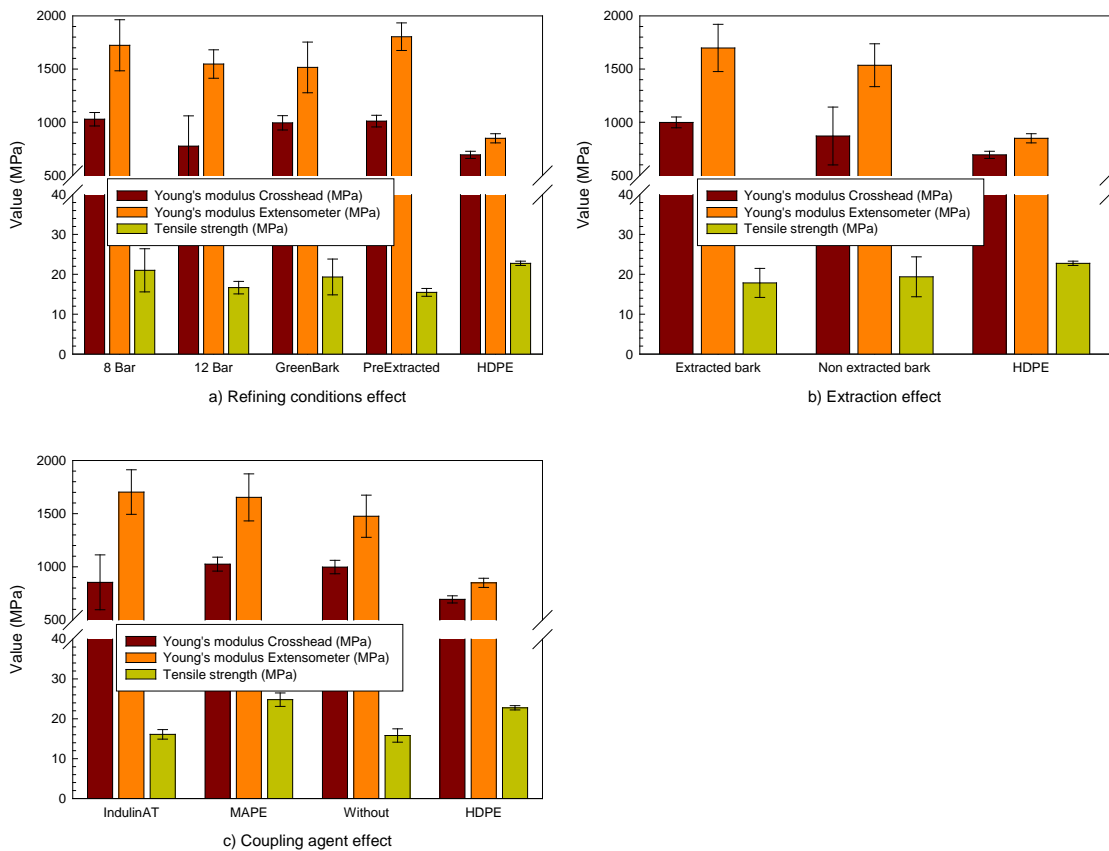 Value (MPa)
2000
1500
1000
500
40
30
20
10
0
Young's modulus Crosshead (MPa)
Young's modulus Extensometer (MPa)
Tensile strength (MPa)
8 Bar
12 Bar
GreenBark
PreExtracted
HDPE
a) Refining conditions effect
Value (MPa)
2000
1500
1000
500
40
30
20
10
0
Young's modulus Crosshead (MPa)
Young's modulus Extensometer (MPa)
Tensile strength (MPa)
Extracted bark
Non extracted bark
HDPE
b) Extraction effect
Value (MPa)
2000
1500
1000
500
40
30
20
10
0
Young's modulus Crosshead (MPa)
Young's modulus Extensometer (MPa)
Tensile strength (MPa)
IndulinAT
MAPE
Without
HDPE
c) Coupling agent effect